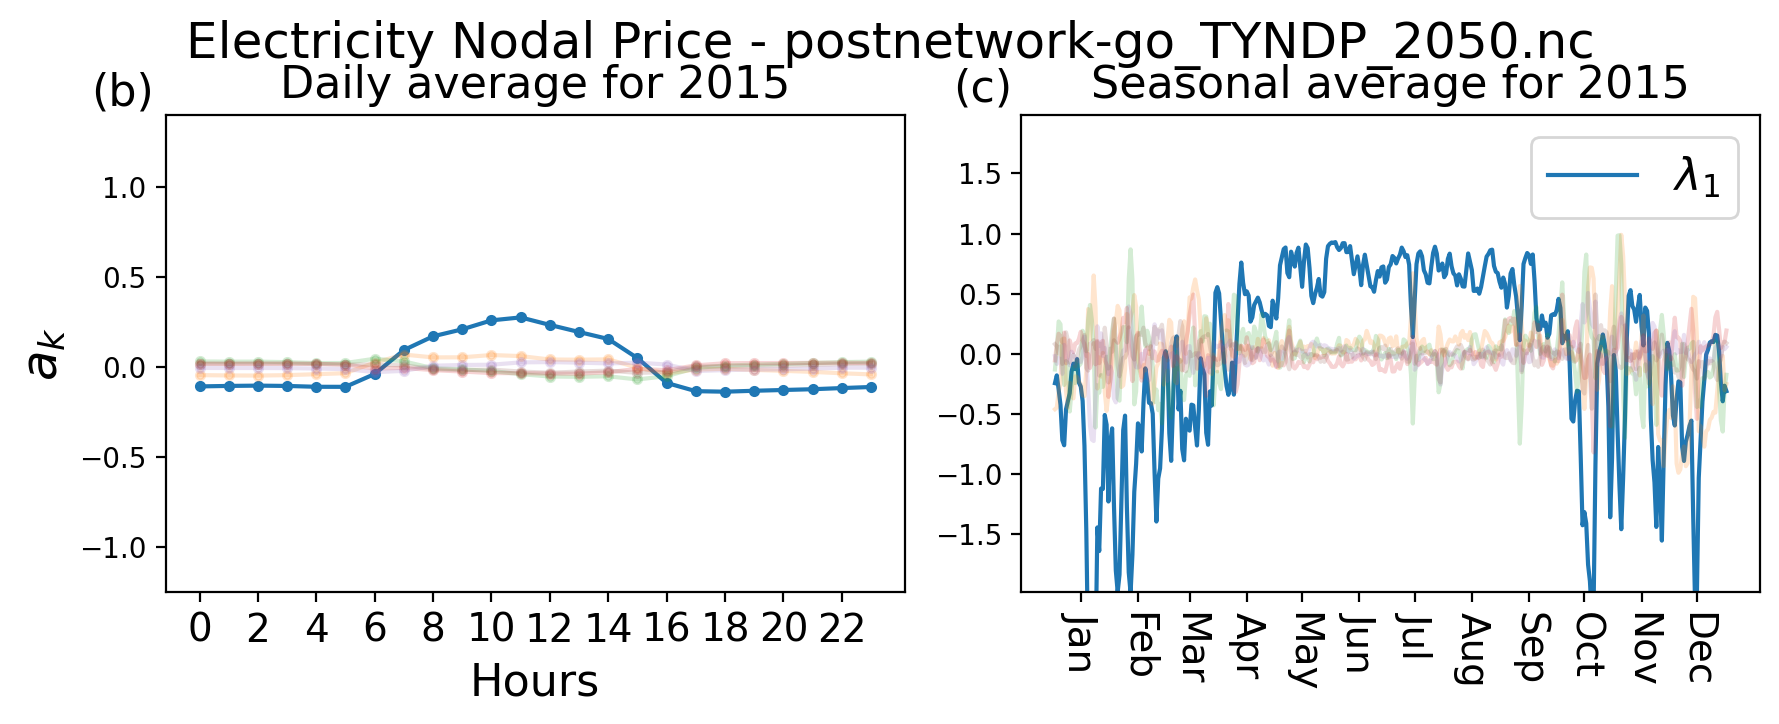 Electricity Nodal Price - postnetwork-go_TYNDP_2050.nc
(b) Daily average for 2015
1.0
0.5
0.0
−0.5
−1.0
a_k
0 2 4 6 8 10 12 14 16 18 20 22
Hours
(c) Seasonal average for 2015
λ₁
1.5
1.0
0.5
0.0
−0.5
−1.0
−1.5
Jan Feb Mar Apr May Jun Jul Aug Sep Oct Nov Dec